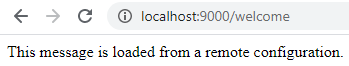 localhost:9000/welcome
This message is loaded from a remote configuration.